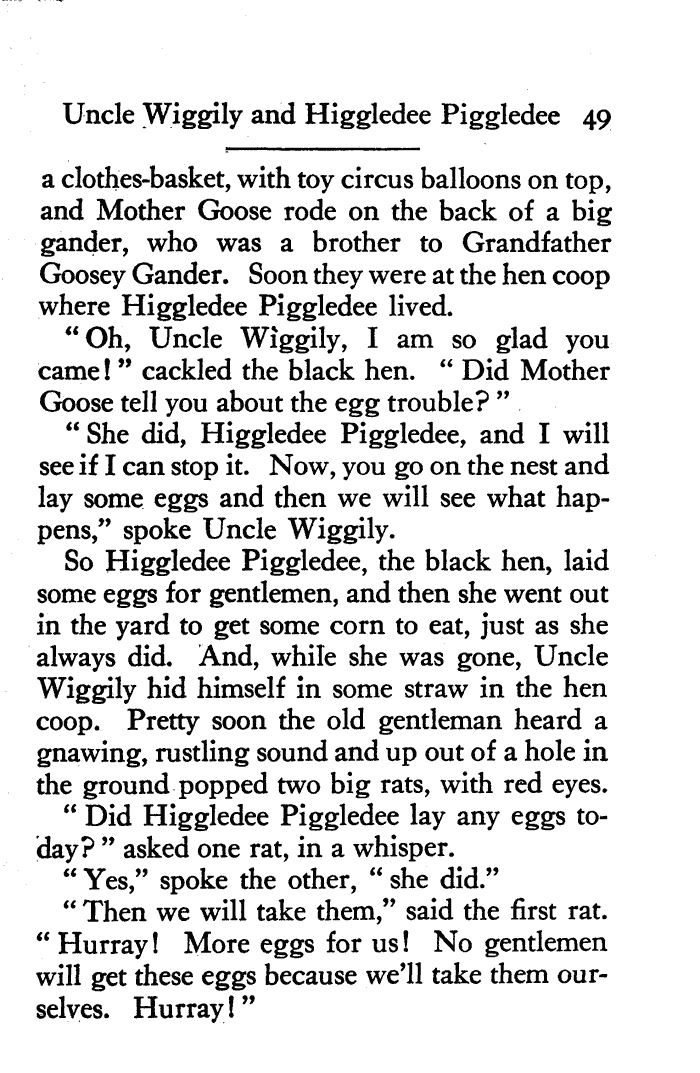 Uncle Wiggily and Higgledee Piggledee 49
a clothes-basket, with toy circus balloons on top,
and Mother Goose rode on the back of a big
gander, who was a brother to Grandfather
Goosey Gander. Soon they were at the hen coop
where Higgledee Piggledee lived.
“Oh, Uncle Wiggily, I am so glad you
came!” cackled the black hen. “Did Mother
Goose tell you about the egg trouble?”
“She did, Higgledee Piggledee, and I will
see if I can stop it. Now, you go on the nest and
lay some eggs and then we will see what hap-
pens,” spoke Uncle Wiggily.
So Higgledee Piggledee, the black hen, laid
some eggs for gentlemen, and then she went out
in the yard to get some corn to eat, just as she
always did. And, while she was gone, Uncle
Wiggily hid himself in some straw in the hen
coop. Pretty soon the old gentleman heard a
gnawing, rustling sound and up out of a hole in
the ground popped two big rats, with red eyes.
“Did Higgledee Piggledee lay any eggs to-
day?” asked one rat, in a whisper.
“Yes,” spoke the other, “she did.”
“Then we will take them,” said the first rat.
“Hurray! More eggs for us! No gentlemen
will get these eggs because we’ll take them our-
selves. Hurray!”